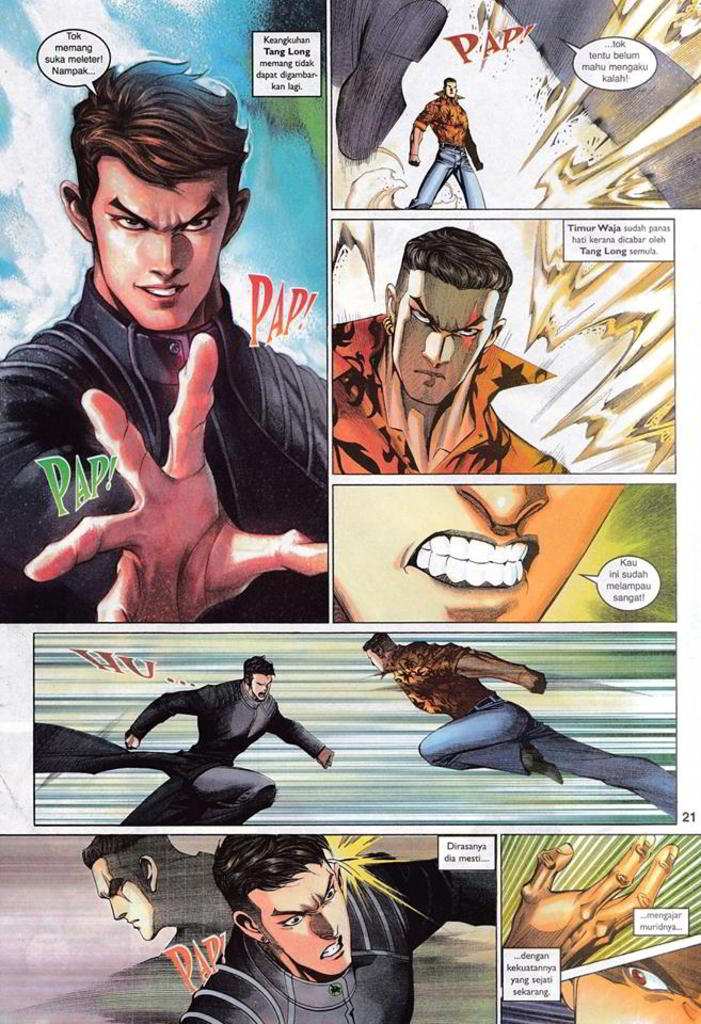 Tok
memang
suka meleter!
Nampak...
Keangkuhan
Tang Long
memang tidak
dapat digambar-
kan lagi.
PAP!
PAP!
PAP!
...tok
tentu belum
mahu mengaku
kalah!
Timur Waja sudah panas
hati kerana dicabar oleh
Tang Long semula.
Kau
ini sudah
melampau
sangat!
HU ...
21
PAP!
Dirasanya
dia mesti....
...mengajar
muridnya...
...dengan
kekuatannya
yang sejati
sekarang.